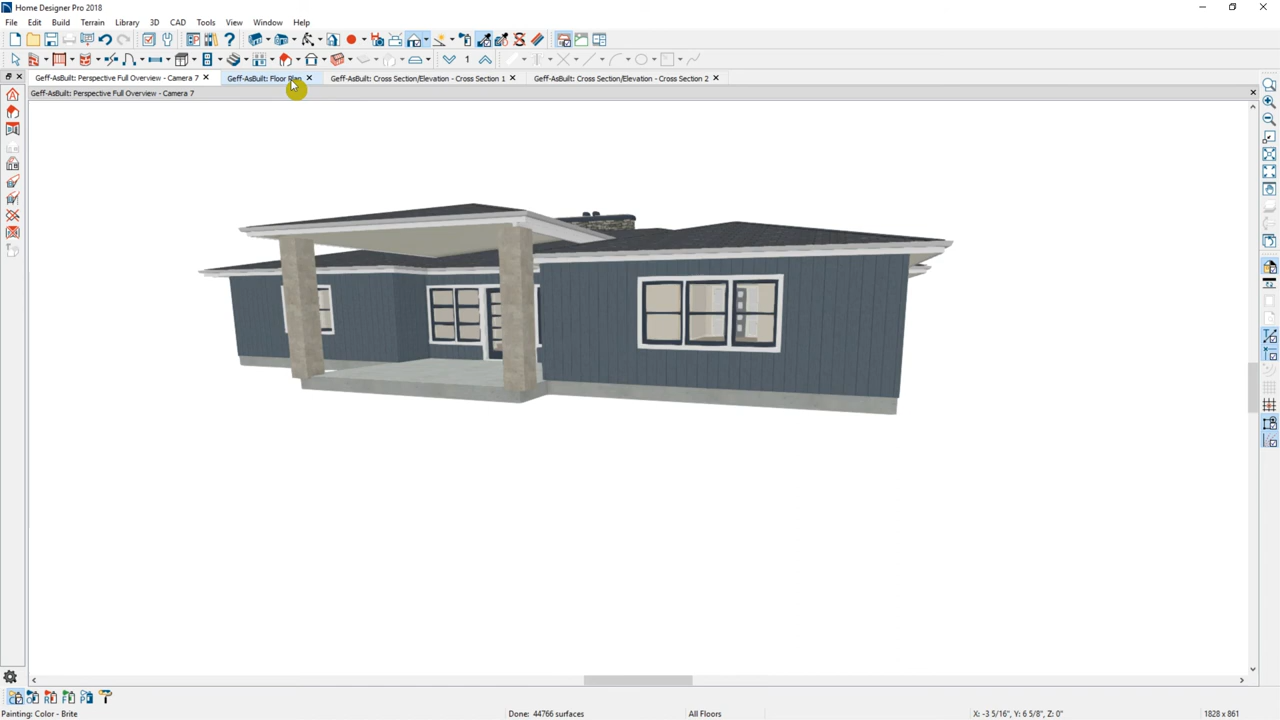 Home Designer Pro 2018
File Edit Build Terrain Library 3D CAD Tools View Window Help
1
Geff-AsBuilt: Perspective Full Overview - Camera 7 Geff-AsBuilt: Floor Plan Geff-AsBuilt: Cross Section/Elevation - Cross Section 1 Geff-AsBuilt: Cross Section/Elevation - Cross Section 2
Geff-AsBuilt: Perspective Full Overview - Camera 7
Painting: Color - Brite Done: 44766 surfaces All Floors X: -3 5/16", Y: 6 5/8", Z: 0" 1828 x 861